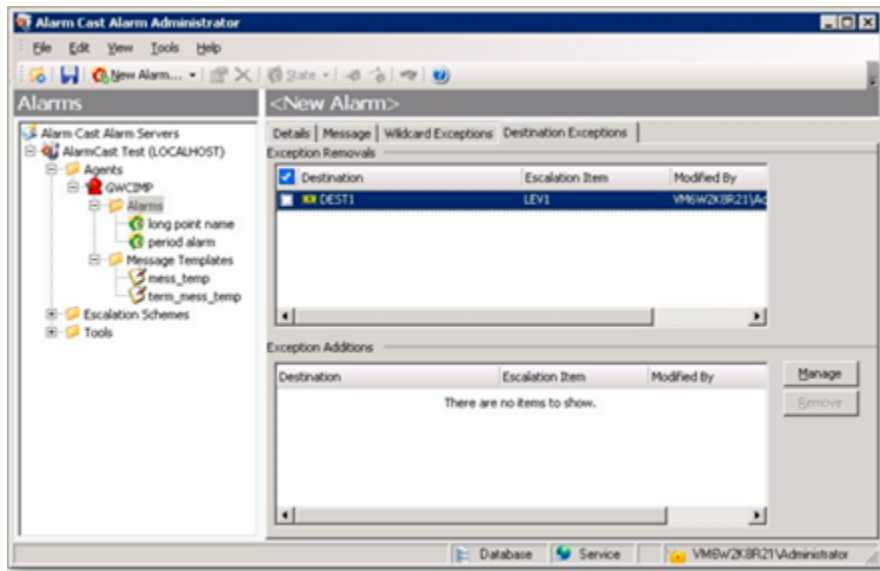 Alarm Cast Alarm Administrator
File Edit View Tools Help
New Alarm... State
Alarms
<New Alarm>
Alarm Cast Alarm Servers
AlarmCast Test (LOCALHOST)
Agents
GWCIMP
Alarms
long point name
period alarm
Message Templates
mess_temp
term_mess_temp
Escalation Schemes
Tools
Details Message Wildcard Exceptions Destination Exceptions
Exception Removals
Destination Escalation Item Modified By
DEST1 LEV1 VM6W2K8R21\Ad
Exception Additions
Destination Escalation Item Modified By
There are no items to show.
Manage
Remove
Database Service VM6W2K8R21\Administrator